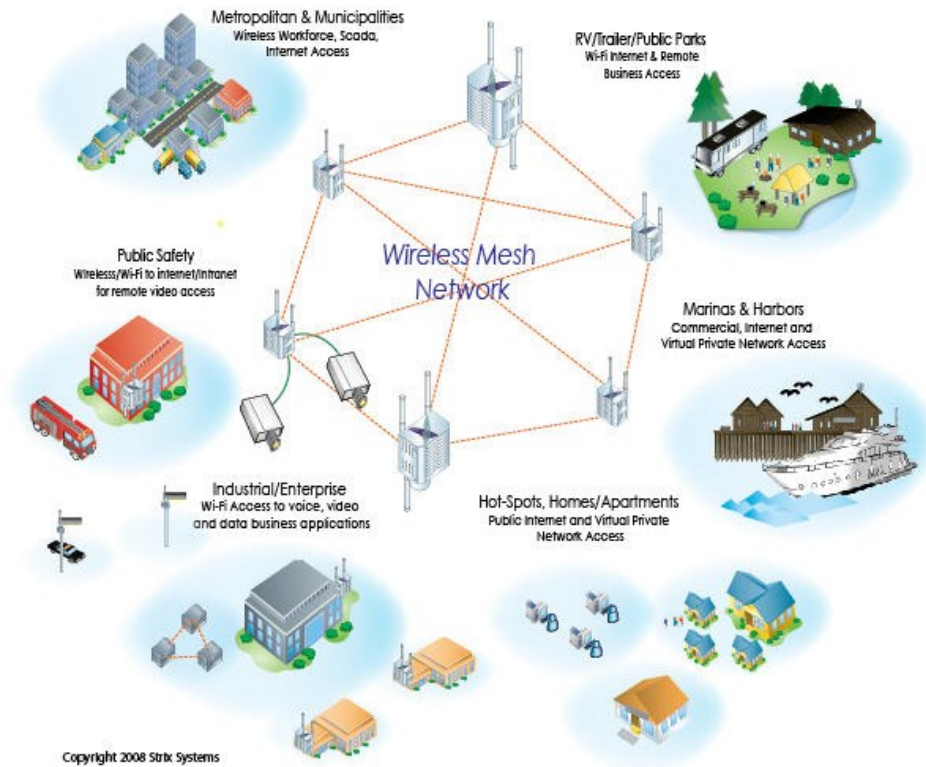 Metropolitan & Municipalities
Wireless Workforce, Scada,
Internet Access
RV/Trailer/Public Parks
Wi-Fi Internet & Remote
Business Access
Wireless Mesh
Network
Public Safety
Wirelsss/Wi-Fi to internet/Intranet
for remote video access
Marinas & Harbors
Commercial, Internet and
Virtual Private Network Access
Industrial/Enterprise
Wi-Fi Access to voice, video
and data business applications
Hot-Spots, Homes/Apartments
Public Internet and Virtual Private
Network Access
Copyright 2008 Strix Systems